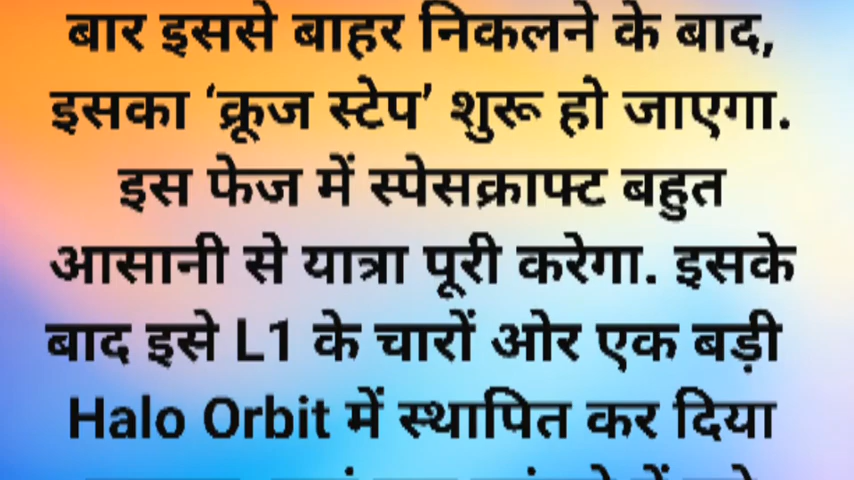 बार इससे बाहर निकलने के बाद,
इसका ‘क्रूज स्टेप’ शुरू हो जाएगा.
इस फेज में स्पेसक्राफ्ट बहुत
आसानी से यात्रा पूरी करेगा. इसके
बाद इसे L1 के चारों ओर एक बड़ी
Halo Orbit में स्थापित कर दिया